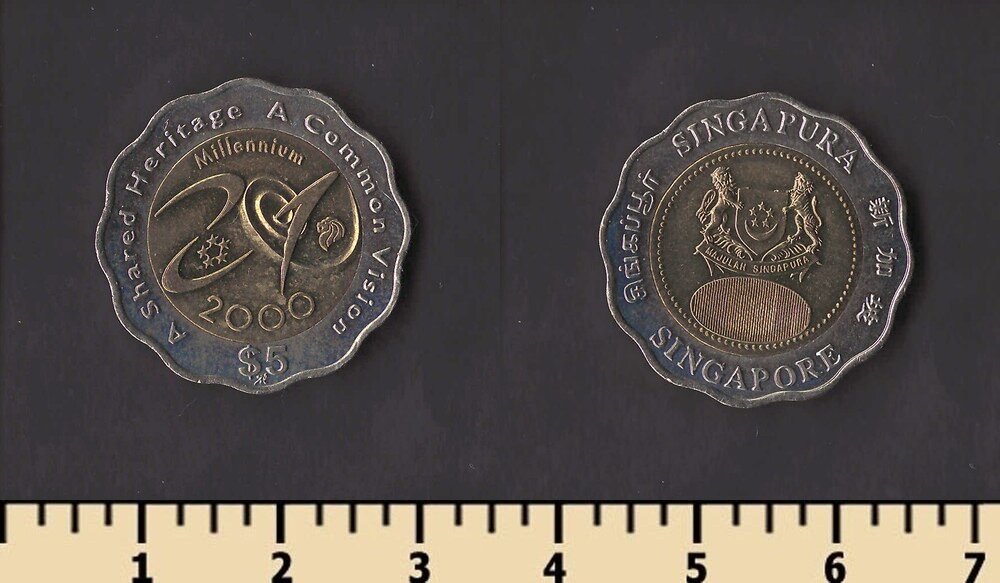 A Shared Heritage A Common Vision
Millennium
2000
$5
SINGAPURA
சிங்கப்பூர்
新加坡
MAJULAH SINGAPURA
SINGAPORE
1 2 3 4 5 6 7